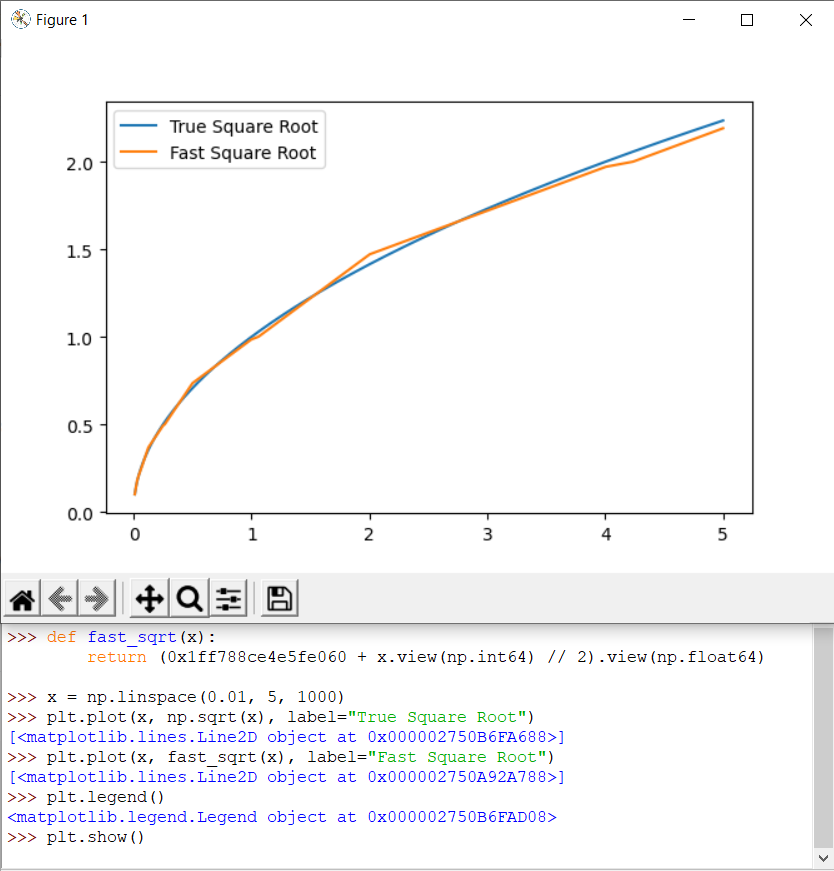 Figure 1
True Square Root
Fast Square Root
2.0
1.5
1.0
0.5
0.0
0 1 2 3 4 5
>>> def fast_sqrt(x):
        return (0x1ff788ce4e5fe060 + x.view(np.int64) // 2).view(np.float64)
>>> x = np.linspace(0.01, 5, 1000)
>>> plt.plot(x, np.sqrt(x), label="True Square Root")
[<matplotlib.lines.Line2D object at 0x000002750B6FA688>]
>>> plt.plot(x, fast_sqrt(x), label="Fast Square Root")
[<matplotlib.lines.Line2D object at 0x000002750A92A788>]
>>> plt.legend()
<matplotlib.legend.Legend object at 0x000002750B6FAD08>
>>> plt.show()